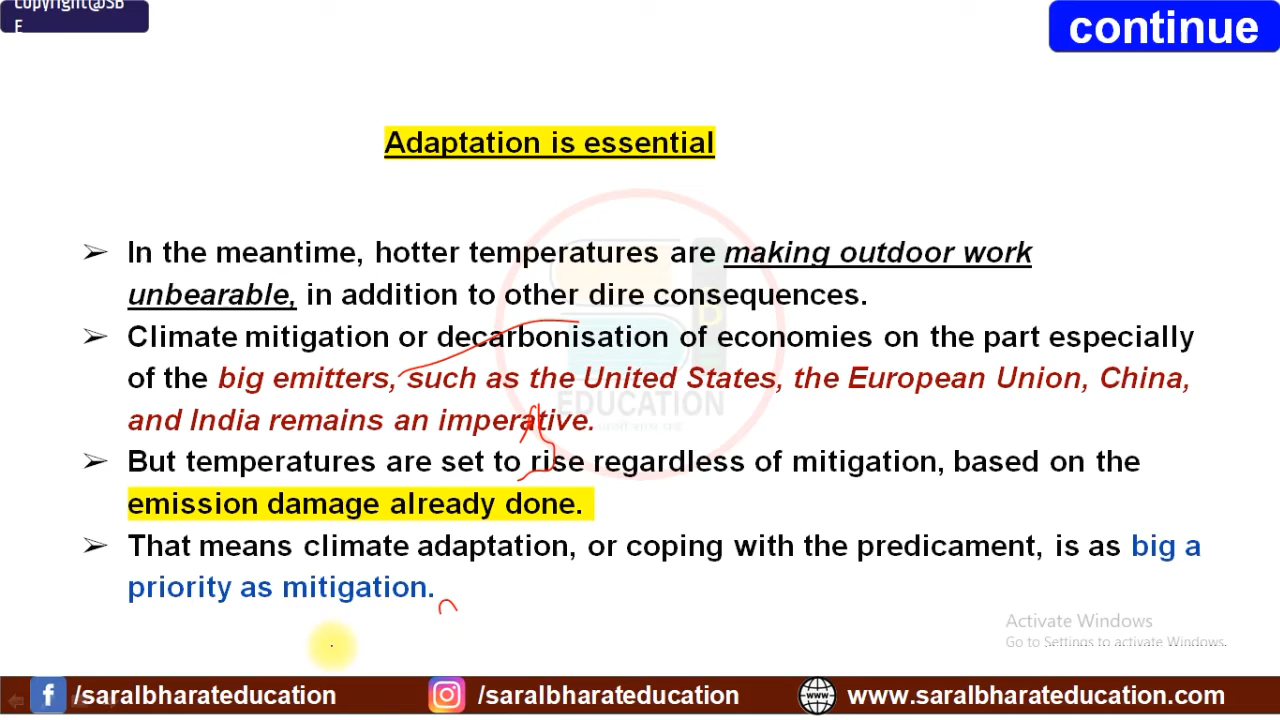 Copyright@SB
E
continue
Adaptation is essential
➢ In the meantime, hotter temperatures are making outdoor work
unbearable, in addition to other dire consequences.
➢ Climate mitigation or decarbonisation of economies on the part especially
of the big emitters, such as the United States, the European Union, China,
and India remains an imperative.
➢ But temperatures are set to rise regardless of mitigation, based on the
emission damage already done.
➢ That means climate adaptation, or coping with the predicament, is as big a
priority as mitigation.
EDUCATION
Activate Windows
Go to Settings to activate Windows.
/saralbharateducation
/saralbharateducation
www.saralbharateducation.com